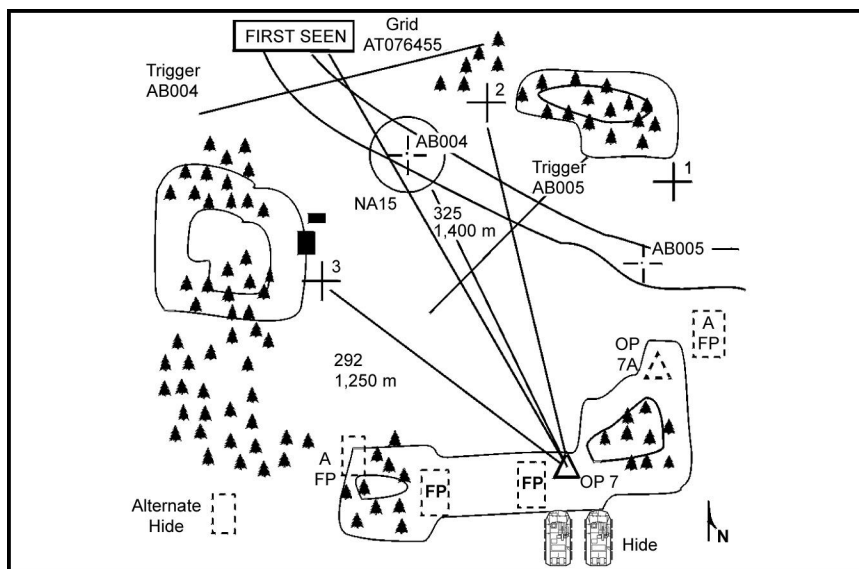 FIRST SEEN
Grid
AT076455
Trigger
AB004
2
AB004
1
Trigger
AB005
NA15
325
1,400 m
AB005
3
A
FP
OP
7A
292
1,250 m
A
FP
FP
FP
OP 7
Alternate
Hide
Hide
N